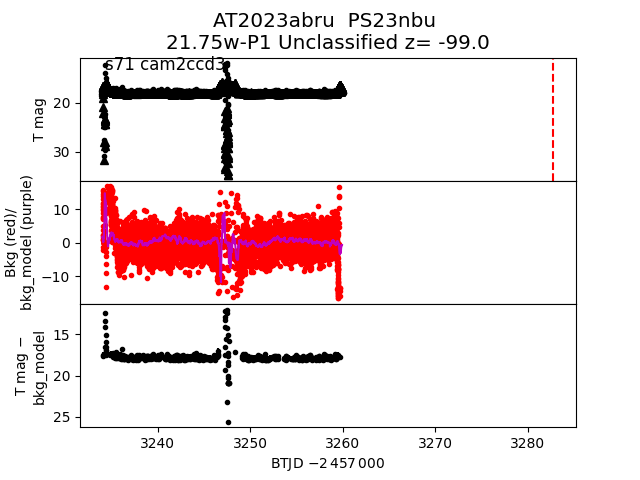 AT2023abru  PS23nbu
21.75w-P1 Unclassified z= -99.0
s71 cam2ccd3
T mag
20
30
Bkg (red)/
bkg_model (purple)
10
0
−10
T mag −
bkg_model
15
20
25
3240
3250
3260
3270
3280
BTJD −2 457 000